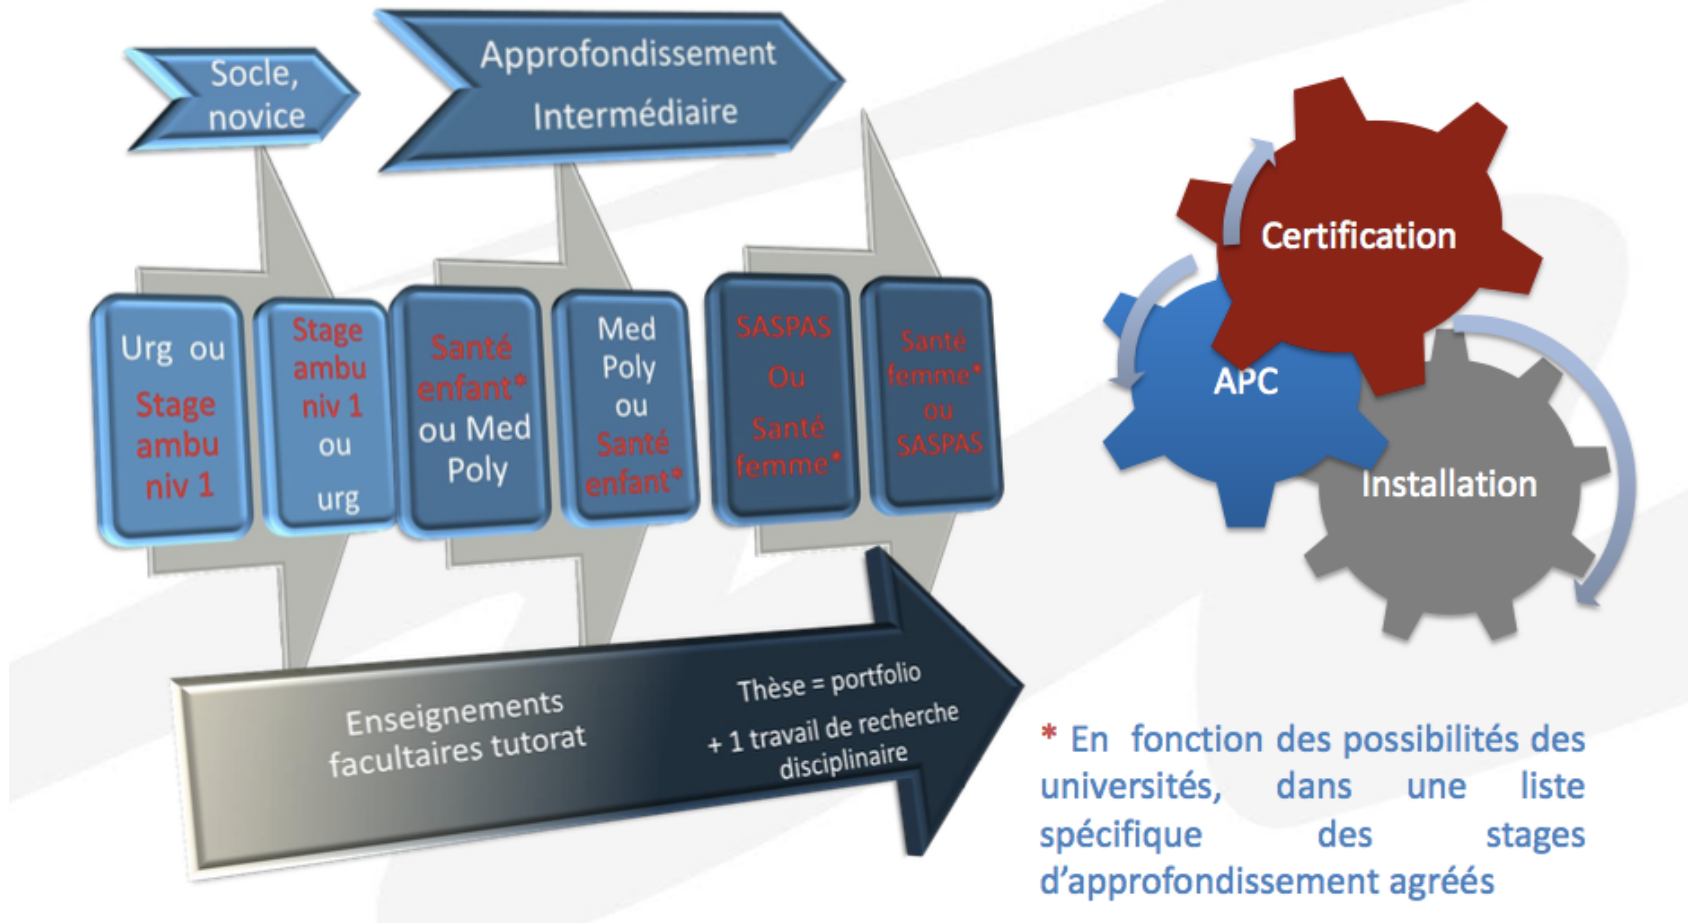 Socle,
novice
Approfondissement
Intermédiaire
Urg ou
Stage
ambu
niv 1
Stage
ambu
niv 1
ou
urg
Santé
enfant*
ou Med
Poly
Med
Poly
ou
Santé
enfant*
SASPAS
Ou
Santé
femme*
Santé
femme*
ou
SASPAS
Enseignements
facultaires tutorat
Thèse = portfolio
+ 1 travail de recherche
disciplinaire
Certification
APC
Installation
* En fonction des possibilités des
universités, dans une liste
spécifique des stages
d'approfondissement agréés